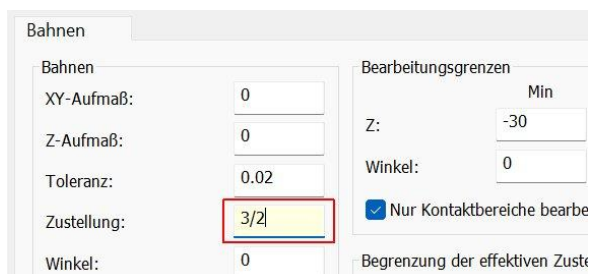 Bahnen
Bahnen
XY-Aufmaß: 0
Z-Aufmaß: 0
Toleranz: 0.02
Zustellung: 3/2
Winkel: 0
Bearbeitungsgrenzen
Min
Z: -30
Winkel: 0
Nur Kontaktbereiche bearbe
Begrenzung der effektiven Zuste